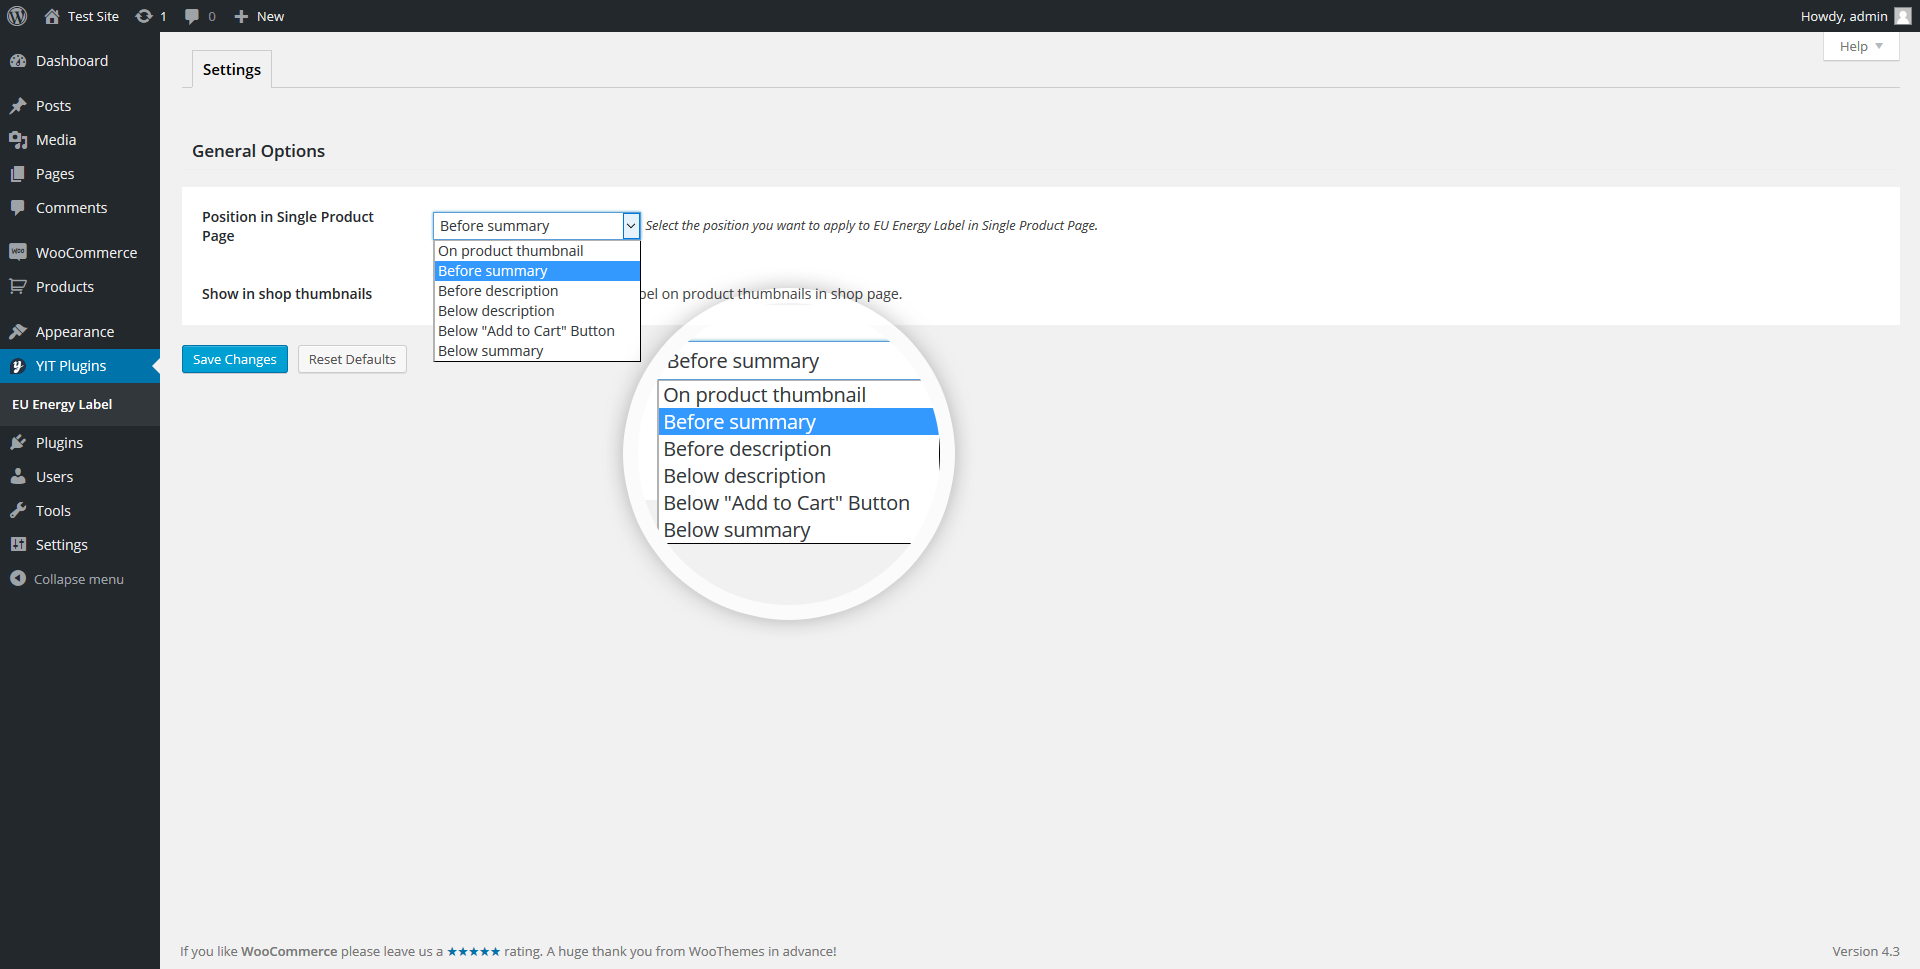 Test Site 1 0 New Howdy, admin
Help
Dashboard
Posts
Media
Pages
Comments
WooCommerce
Products
Appearance
YIT Plugins
EU Energy Label
Plugins
Users
Tools
Settings
Collapse menu
Settings
General Options
Position in Single Product
Page
Before summary
Select the position you want to apply to EU Energy Label in Single Product Page.
On product thumbnail
Before summary
Before description
Below description
Below "Add to Cart" Button
Below summary
Show in shop thumbnails
on product thumbnails in shop page.
Save Changes Reset Defaults
Before summary
On product thumbnail
Before summary
Before description
Below description
Below "Add to Cart" Button
Below summary
If you like WooCommerce please leave us a ★★★★★ rating. A huge thank you from WooThemes in advance!
Version 4.3